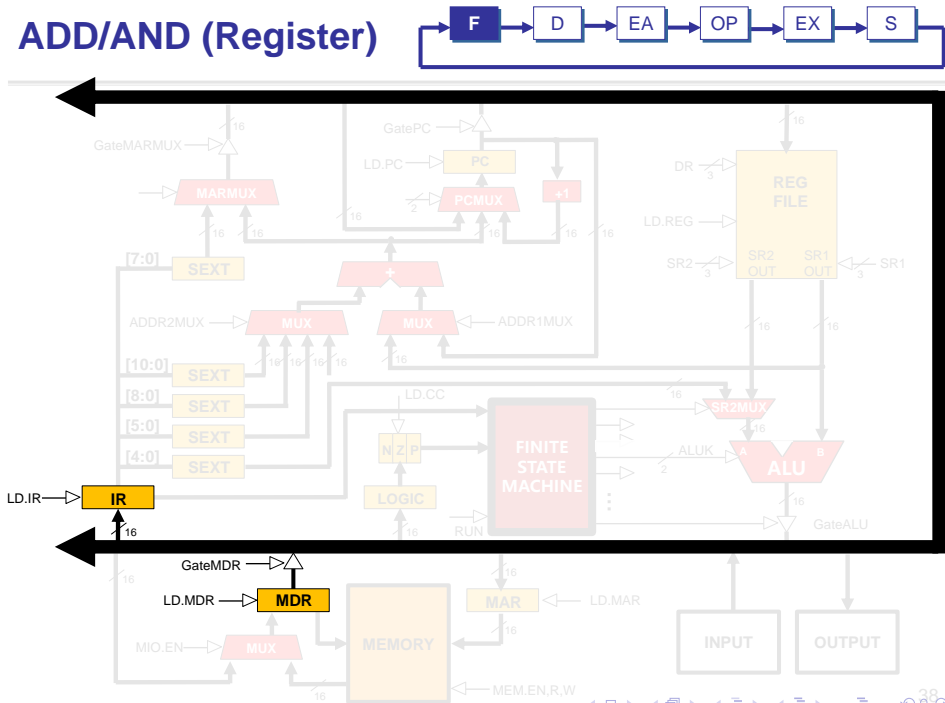 ADD/AND (Register)
F D EA OP EX S
16 16
GateMARMUX GatePC
LD.PC PC DR 3
MARMUX 2 PCMUX +1 REG FILE
16 16 16 16 16 16
LD.REG
[7:0] SEXT SR2 3 SR2 OUT SR1 OUT 3 SR1
+
ADDR2MUX MUX MUX ADDR1MUX
16 16 16 16 16 16 16
[10:0] SEXT
[8:0] SEXT LD.CC 16 SR2MUX
[5:0] SEXT N Z P FINITE STATE MACHINE 16
[4:0] SEXT ALUK 2 A ALU B
LD.IR IR LOGIC 16
16 RUN GateALU
GateMDR 16 16
LD.MDR MDR MAR LD.MAR
MIO.EN MUX MEMORY 16 INPUT OUTPUT
16 MEM.EN,R,W
38